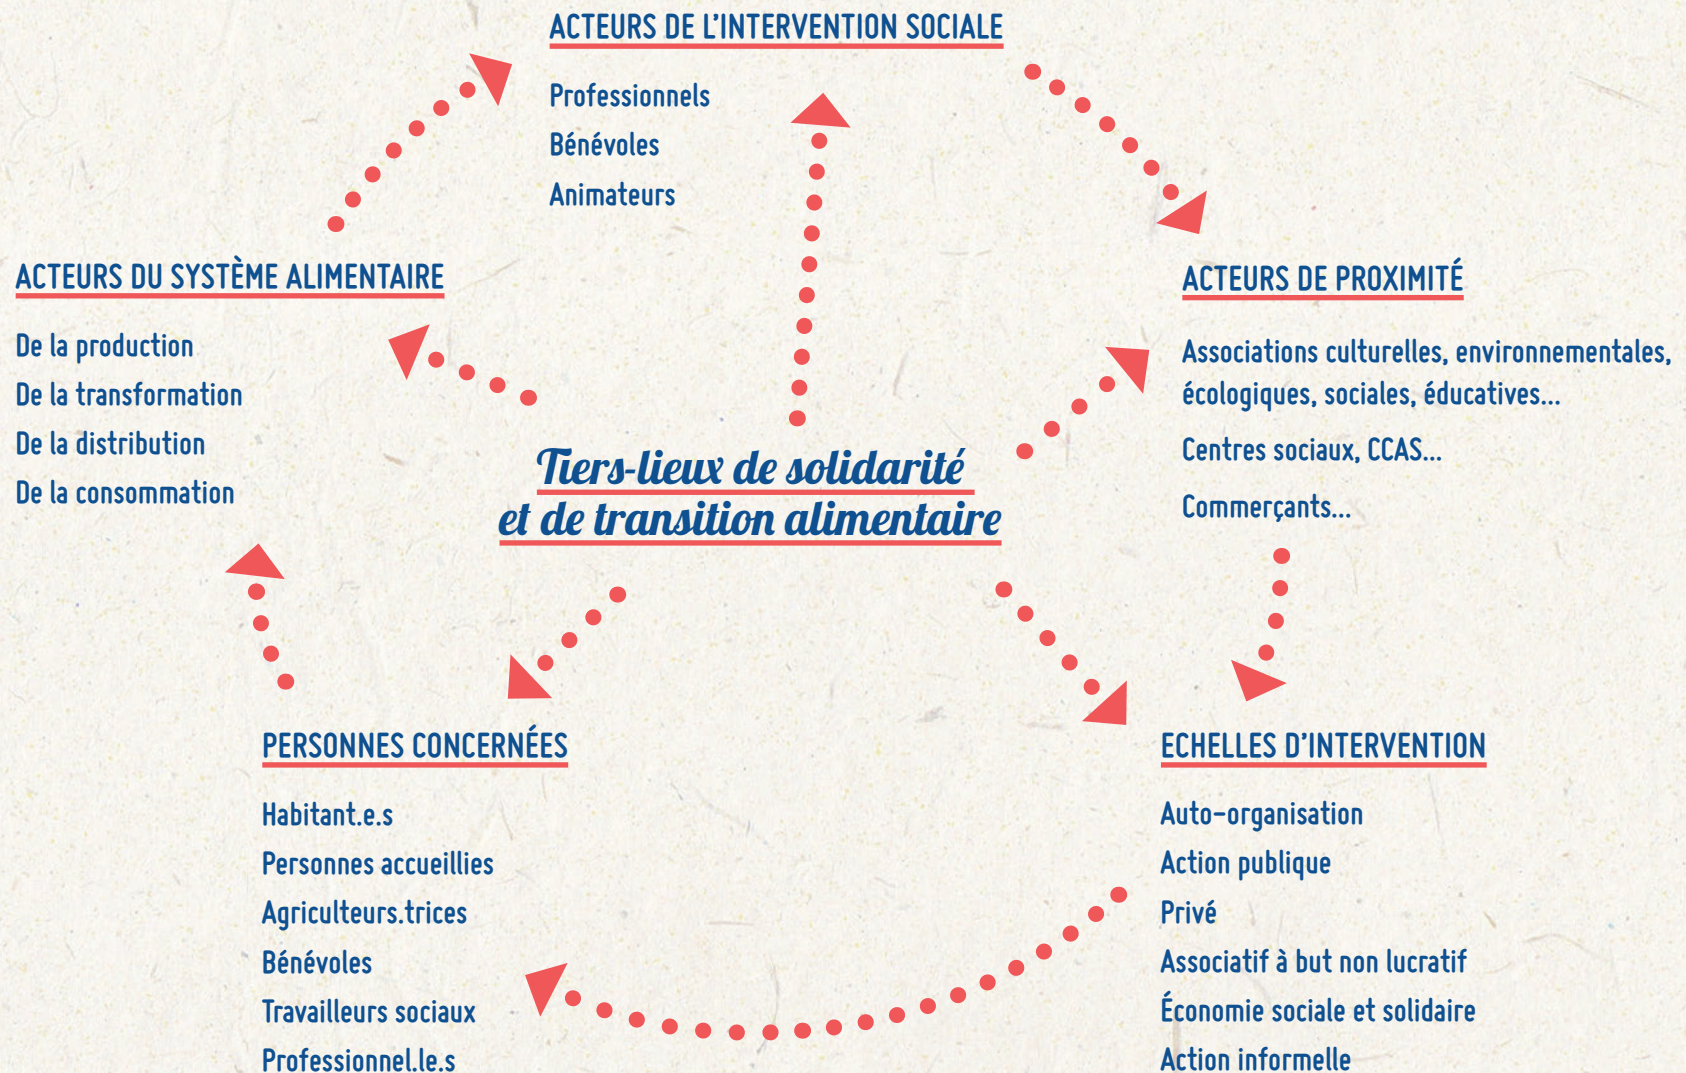 ACTEURS DE L'INTERVENTION SOCIALE
Professionnels
Bénévoles
Animateurs
ACTEURS DU SYSTÈME ALIMENTAIRE
De la production
De la transformation
De la distribution
De la consommation
ACTEURS DE PROXIMITÉ
Associations culturelles, environnementales,
écologiques, sociales, éducatives...
Centres sociaux, CCAS...
Commerçants...
Tiers-lieux de solidarité
et de transition alimentaire
PERSONNES CONCERNÉES
Habitant.e.s
Personnes accueillies
Agriculteurs.trices
Bénévoles
Travailleurs sociaux
Professionnel.le.s
ECHELLES D'INTERVENTION
Auto-organisation
Action publique
Privé
Associatif à but non lucratif
Économie sociale et solidaire
Action informelle